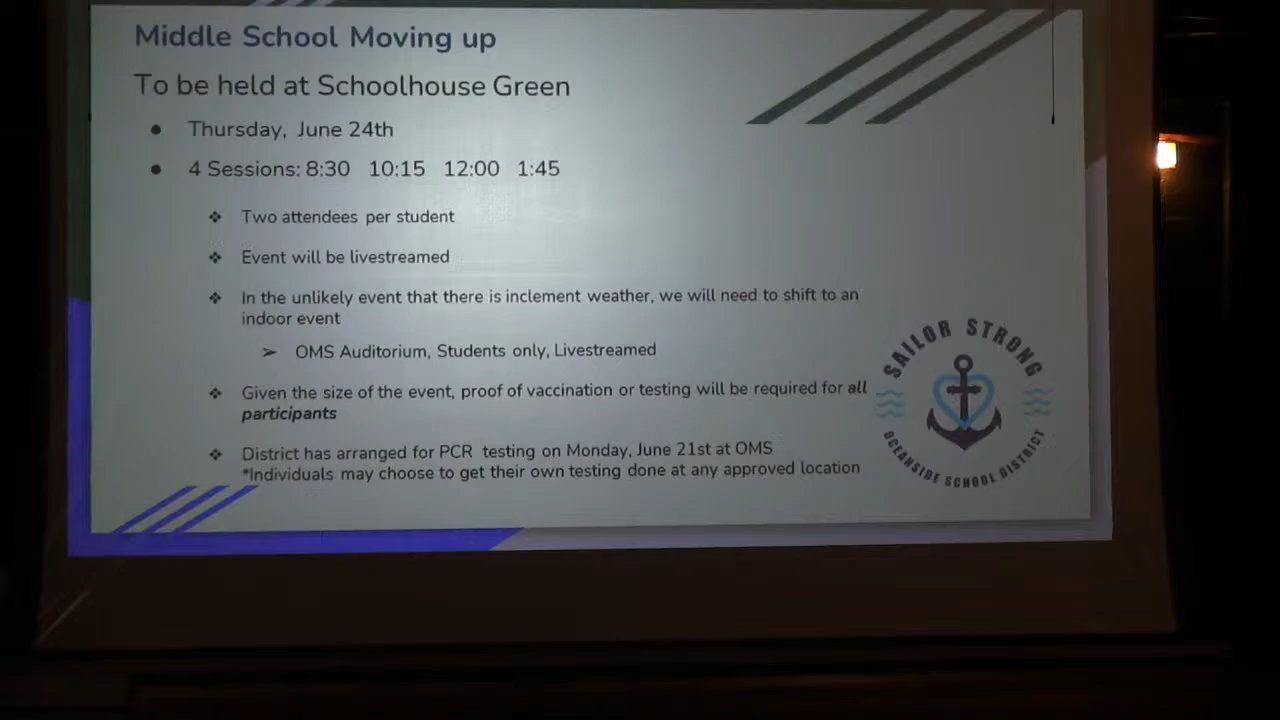 Middle School Moving up
To be held at Schoolhouse Green
● Thursday, June 24th
● 4 Sessions: 8:30 10:15 12:00 1:45
❖ Two attendees per student
❖ Event will be livestreamed
❖ In the unlikely event that there is inclement weather, we will need to shift to an
indoor event
➢ OMS Auditorium, Students only, Livestreamed
❖ Given the size of the event, proof of vaccination or testing will be required for all
participants
❖ District has arranged for PCR testing on Monday, June 21st at OMS
*Individuals may choose to get their own testing done at any approved location
SAILOR STRONG
OCEANSIDE SCHOOL DISTRICT